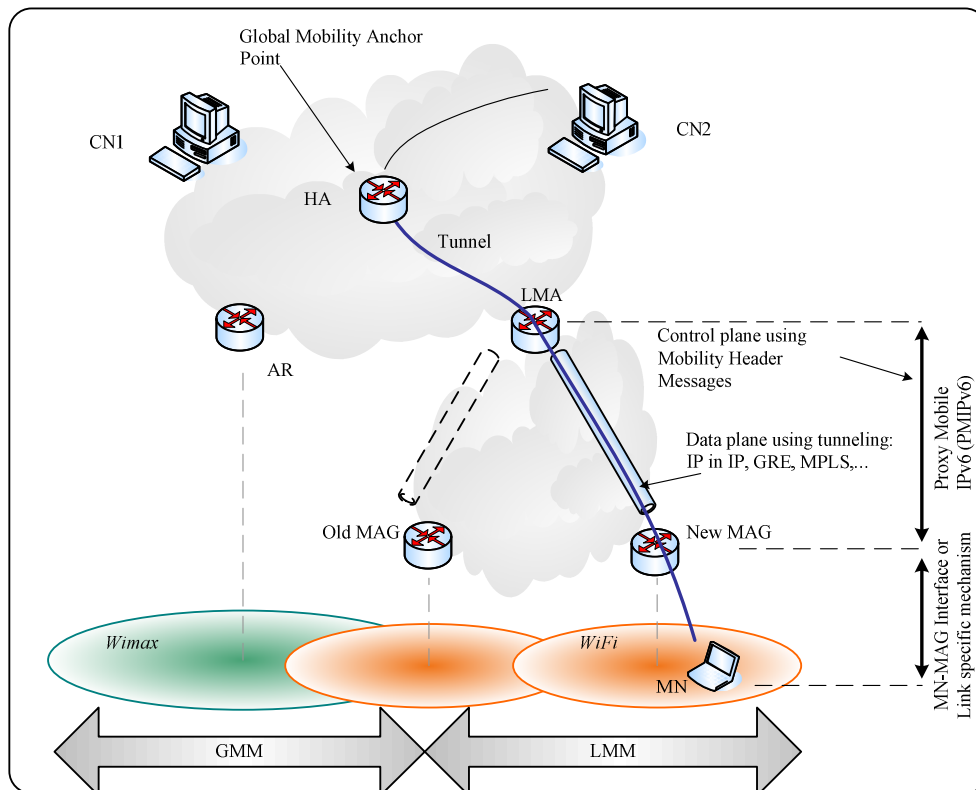 Global Mobility Anchor
Point
CN1
CN2
HA
Tunnel
LMA
AR
Control plane using
Mobility Header
Messages
Proxy Mobile
IPv6 (PMIPv6)
Data plane using tunneling:
IP in IP, GRE, MPLS,...
Old MAG
New MAG
MN-MAG Interface or
Link specific mechanism
Wimax
WiFi
MN
GMM
LMM